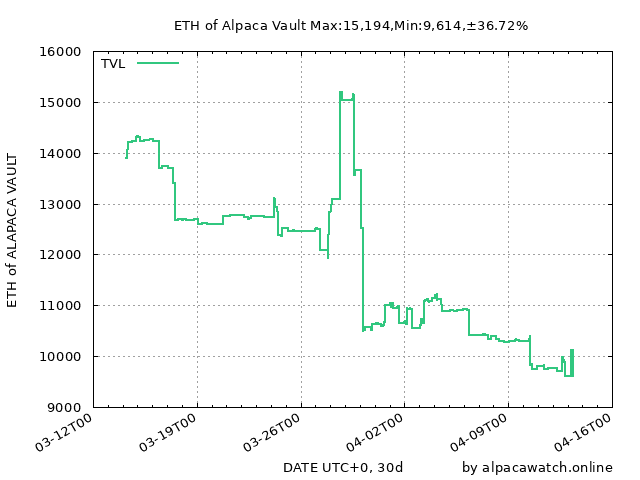 ETH of Alpaca Vault Max:15,194,Min:9,614,±36.72%
TVL
16000
15000
14000
13000
12000
11000
10000
9000
ETH of ALAPACA VAULT
03-12T00
03-19T00
03-26T00
04-02T00
04-09T00
04-16T00
DATE UTC+0, 30d
by alpacawatch.online